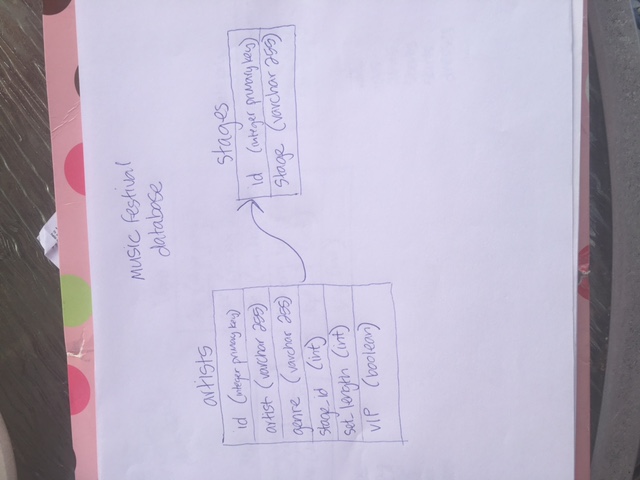 Music festival
database
artists
id (integer primary key)
artist (varchar 255)
genre (varchar 255)
stage_id (int)
set_length (int)
VIP (boolean)
stages
id (integer primary key)
stage (varchar 255)